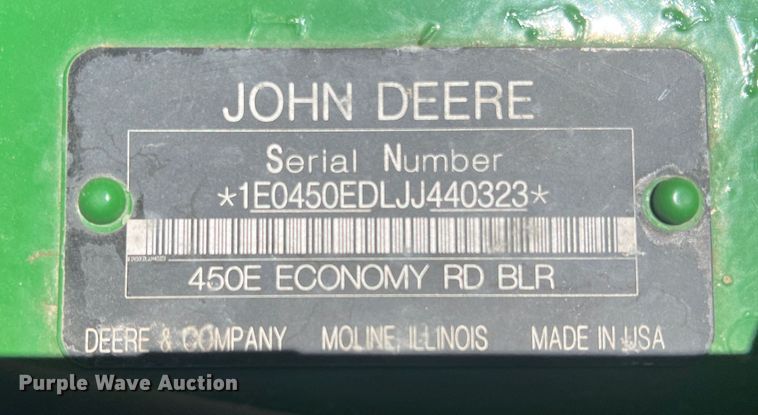 JOHN DEERE
Serial Number
*1E0450EDLJJ440323*
450E ECONOMY RD BLR
DEERE & COMPANY MOLINE, ILLINOIS MADE IN USA
Purple Wave Auction